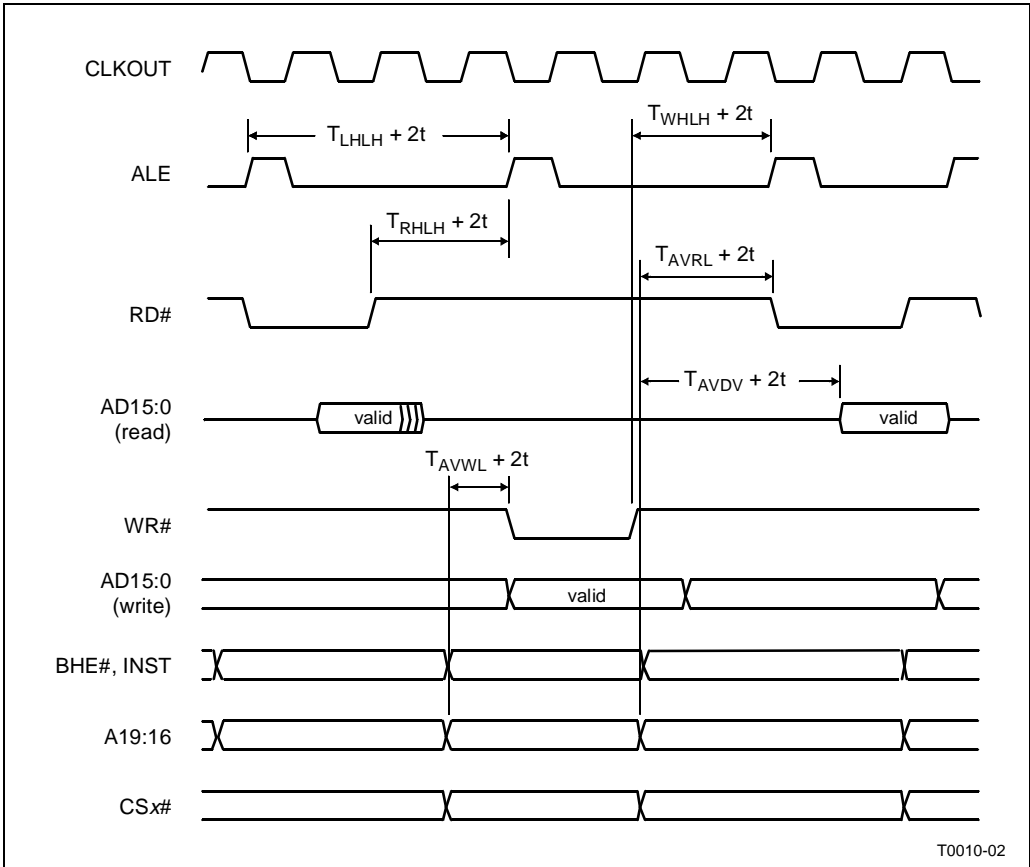 CLKOUT
T_LHLH + 2t
T_WHLH + 2t
ALE
T_RHLH + 2t
T_AVRL + 2t
RD#
T_AVDV + 2t
AD15:0
(read)
valid
valid
T_AVWL + 2t
WR#
AD15:0
(write)
valid
BHE#, INST
A19:16
CSx#
T0010-02